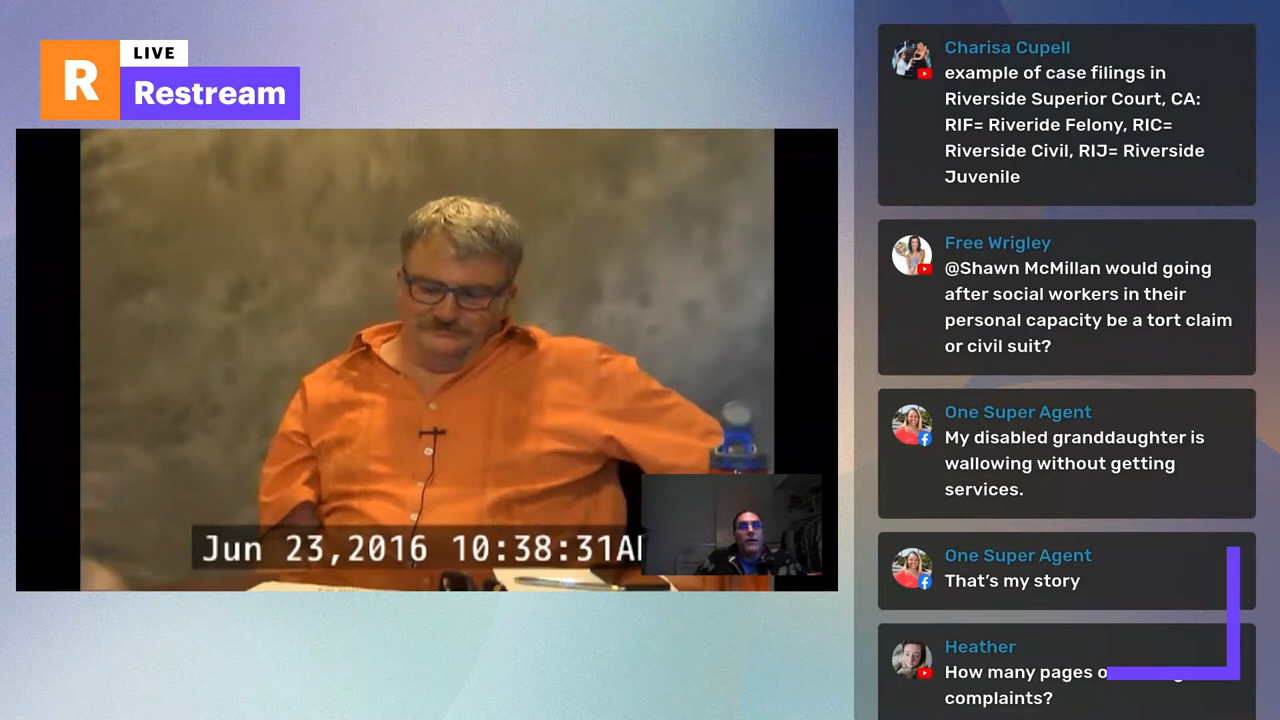 R
LIVE
Restream
Jun 23,2016 10:38:31A
Charisa Cupell
example of case filings in
Riverside Superior Court, CA:
RIF= Riveride Felony, RIC=
Riverside Civil, RIJ= Riverside
Juvenile
Free Wrigley
@Shawn McMillan would going
after social workers in their
personal capacity be a tort claim
or civil suit?
One Super Agent
My disabled granddaughter is
wallowing without getting
services.
One Super Agent
That's my story
Heather
How many pages
complaints?